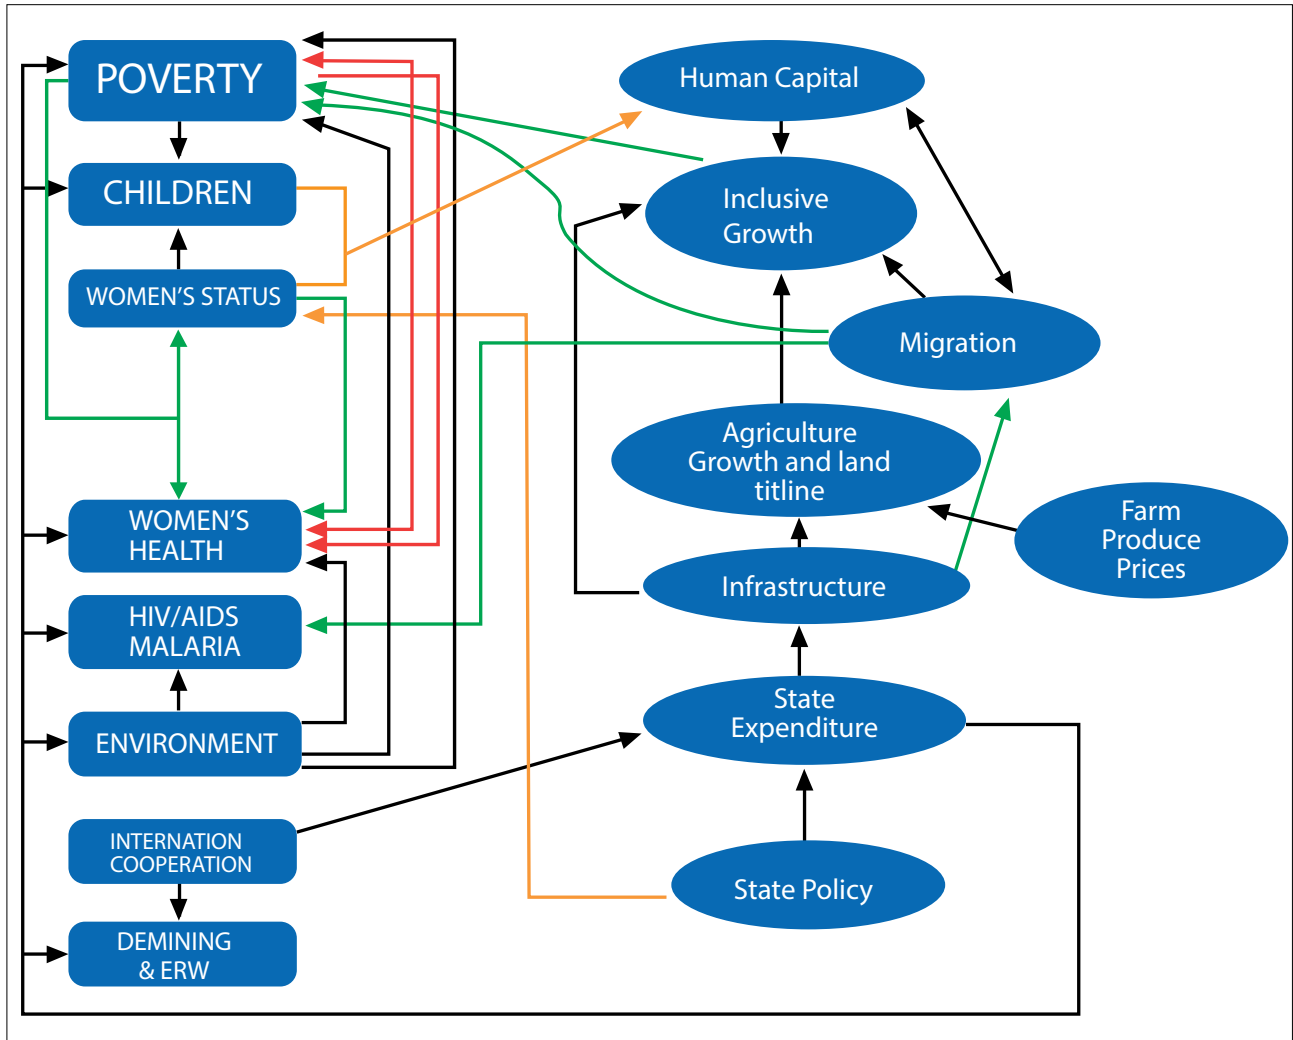 POVERTY
CHILDREN
WOMEN'S STATUS
WOMEN'S
HEALTH
HIV/AIDS
MALARIA
ENVIRONMENT
INTERNATION
COOPERATION
DEMINING
& ERW
Human Capital
Inclusive
Growth
Migration
Agriculture
Growth and land
titline
Farm
Produce
Prices
Infrastructure
State
Expenditure
State Policy